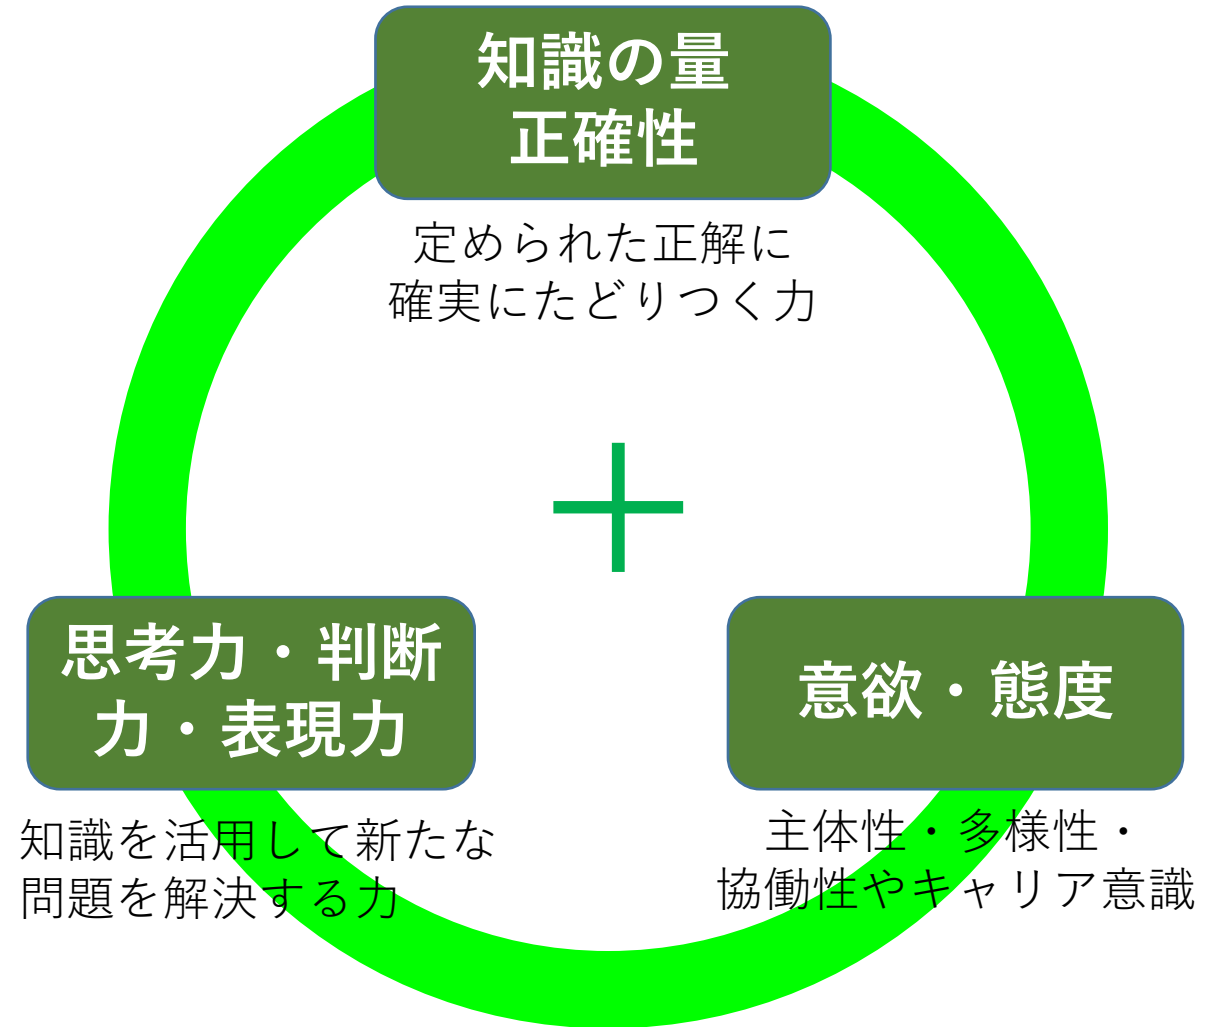 知識の量
正確性
定められた正解に
確実にたどりつく力
思考力・判断
力・表現力
知識を活用して新たな
問題を解決する力
意欲・態度
主体性・多様性・
協働性やキャリア意識